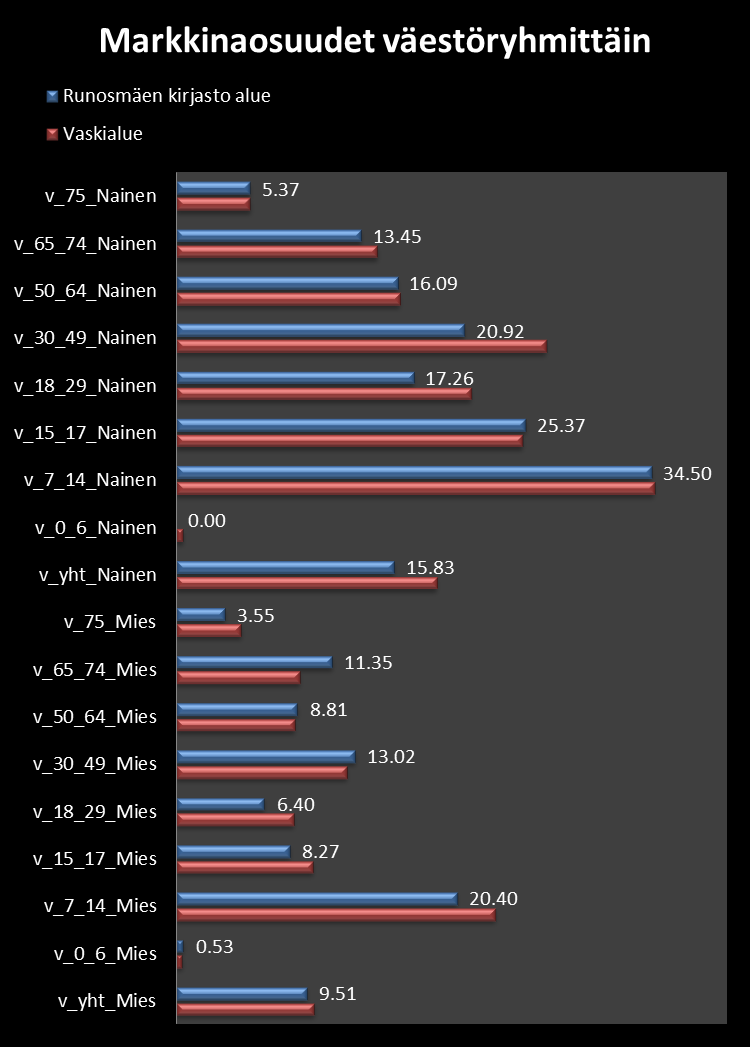 Markkinaosuudet väestöryhmittäin
Runosmäen kirjasto alue
Vaskialue
v_75_Nainen 5.37
v_65_74_Nainen 13.45
v_50_64_Nainen 16.09
v_30_49_Nainen 20.92
v_18_29_Nainen 17.26
v_15_17_Nainen 25.37
v_7_14_Nainen 34.50
v_0_6_Nainen 0.00
v_yht_Nainen 15.83
v_75_Mies 3.55
v_65_74_Mies 11.35
v_50_64_Mies 8.81
v_30_49_Mies 13.02
v_18_29_Mies 6.40
v_15_17_Mies 8.27
v_7_14_Mies 20.40
v_0_6_Mies 0.53
v_yht_Mies 9.51